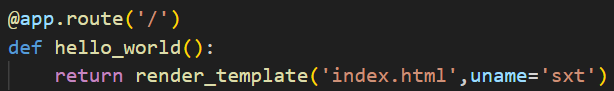 @app.route('/')
def hello_world():
    return render_template('index.html',uname='sxt')